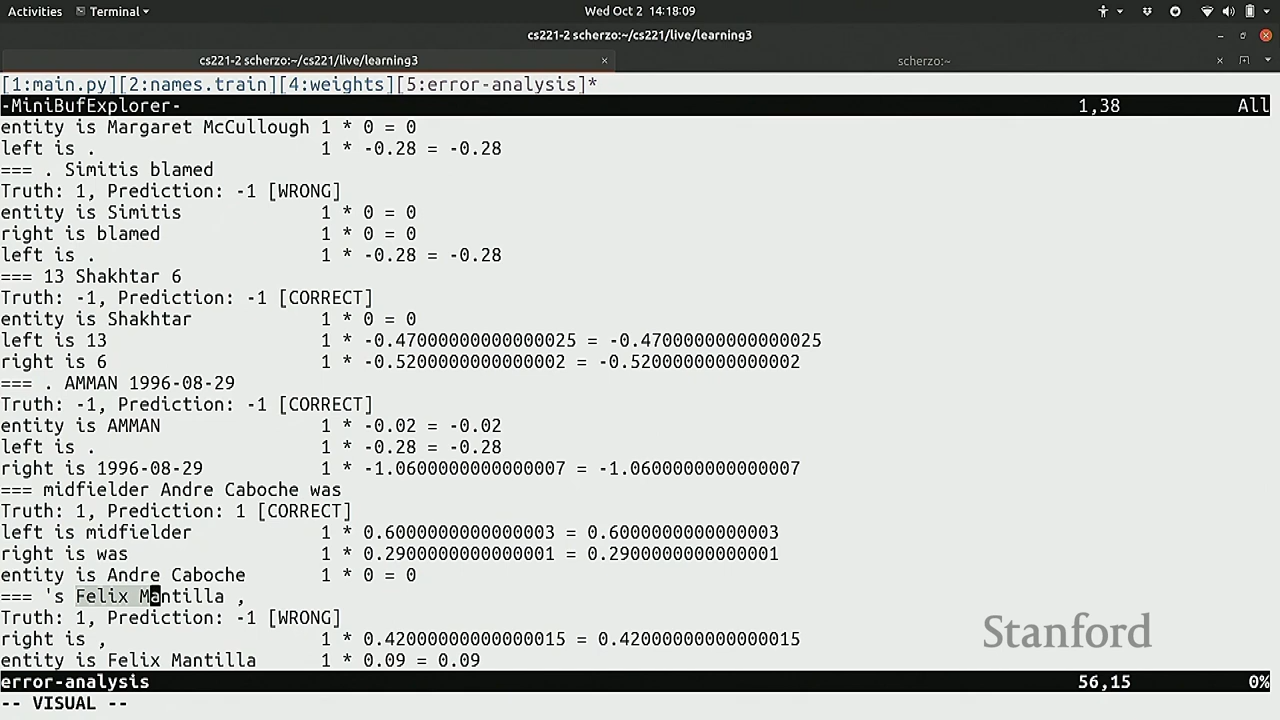 Activities Terminal Wed Oct 2 14:18:09
cs221-2 scherzo:~/cs221/live/learning3
cs221-2 scherzo:~/cs221/live/learning3 × scherzo:~ ×
[1:main.py][2:names.train][4:weights][5:error-analysis]*
-MiniBufExplorer- 1,38 All
entity is Margaret McCullough 1 * 0 = 0
left is . 1 * -0.28 = -0.28
=== . Simitis blamed
Truth: 1, Prediction: -1 [WRONG]
entity is Simitis 1 * 0 = 0
right is blamed 1 * 0 = 0
left is . 1 * -0.28 = -0.28
=== 13 Shakhtar 6
Truth: -1, Prediction: -1 [CORRECT]
entity is Shakhtar 1 * 0 = 0
left is 13 1 * -0.47000000000000025 = -0.47000000000000025
right is 6 1 * -0.5200000000000002 = -0.5200000000000002
=== . AMMAN 1996-08-29
Truth: -1, Prediction: -1 [CORRECT]
entity is AMMAN 1 * -0.02 = -0.02
left is . 1 * -0.28 = -0.28
right is 1996-08-29 1 * -1.0600000000000007 = -1.0600000000000007
=== midfielder Andre Caboche was
Truth: 1, Prediction: 1 [CORRECT]
left is midfielder 1 * 0.6000000000000003 = 0.6000000000000003
right is was 1 * 0.2900000000000001 = 0.2900000000000001
entity is Andre Caboche 1 * 0 = 0
=== 's Felix Mantilla ,
Truth: 1, Prediction: -1 [WRONG]
right is , 1 * 0.42000000000000015 = 0.42000000000000015
entity is Felix Mantilla 1 * 0.09 = 0.09
Stanford
error-analysis 56,15 0%
-- VISUAL --